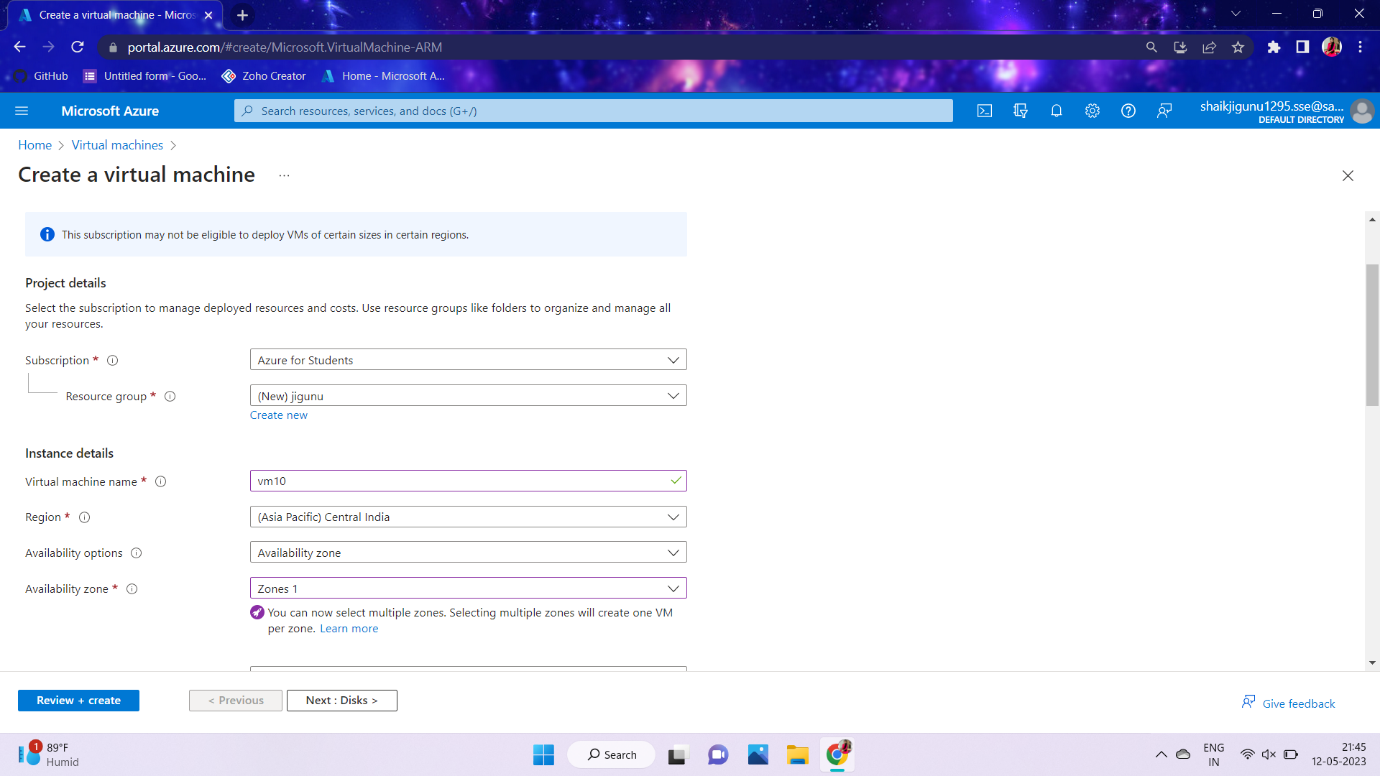 Create a virtual machine - Micros
portal.azure.com/#create/Microsoft.VirtualMachine-ARM
GitHub
Untitled form - Goo...
Zoho Creator
Home - Microsoft A...
Microsoft Azure
Search resources, services, and docs (G+/)
shaikjigunu1295.sse@sa...
DEFAULT DIRECTORY
Home > Virtual machines >
Create a virtual machine ...
This subscription may not be eligible to deploy VMs of certain sizes in certain regions.
Project details
Select the subscription to manage deployed resources and costs. Use resource groups like folders to organize and manage all
your resources.
Subscription *
Azure for Students
Resource group *
(New) jigunu
Create new
Instance details
Virtual machine name *
vm10
Region *
(Asia Pacific) Central India
Availability options
Availability zone
Availability zone *
Zones 1
You can now select multiple zones. Selecting multiple zones will create one VM
per zone. Learn more
Review + create
< Previous
Next : Disks >
Give feedback
1
89°F
Humid
Search
ENG
IN
21:45
12-05-2023